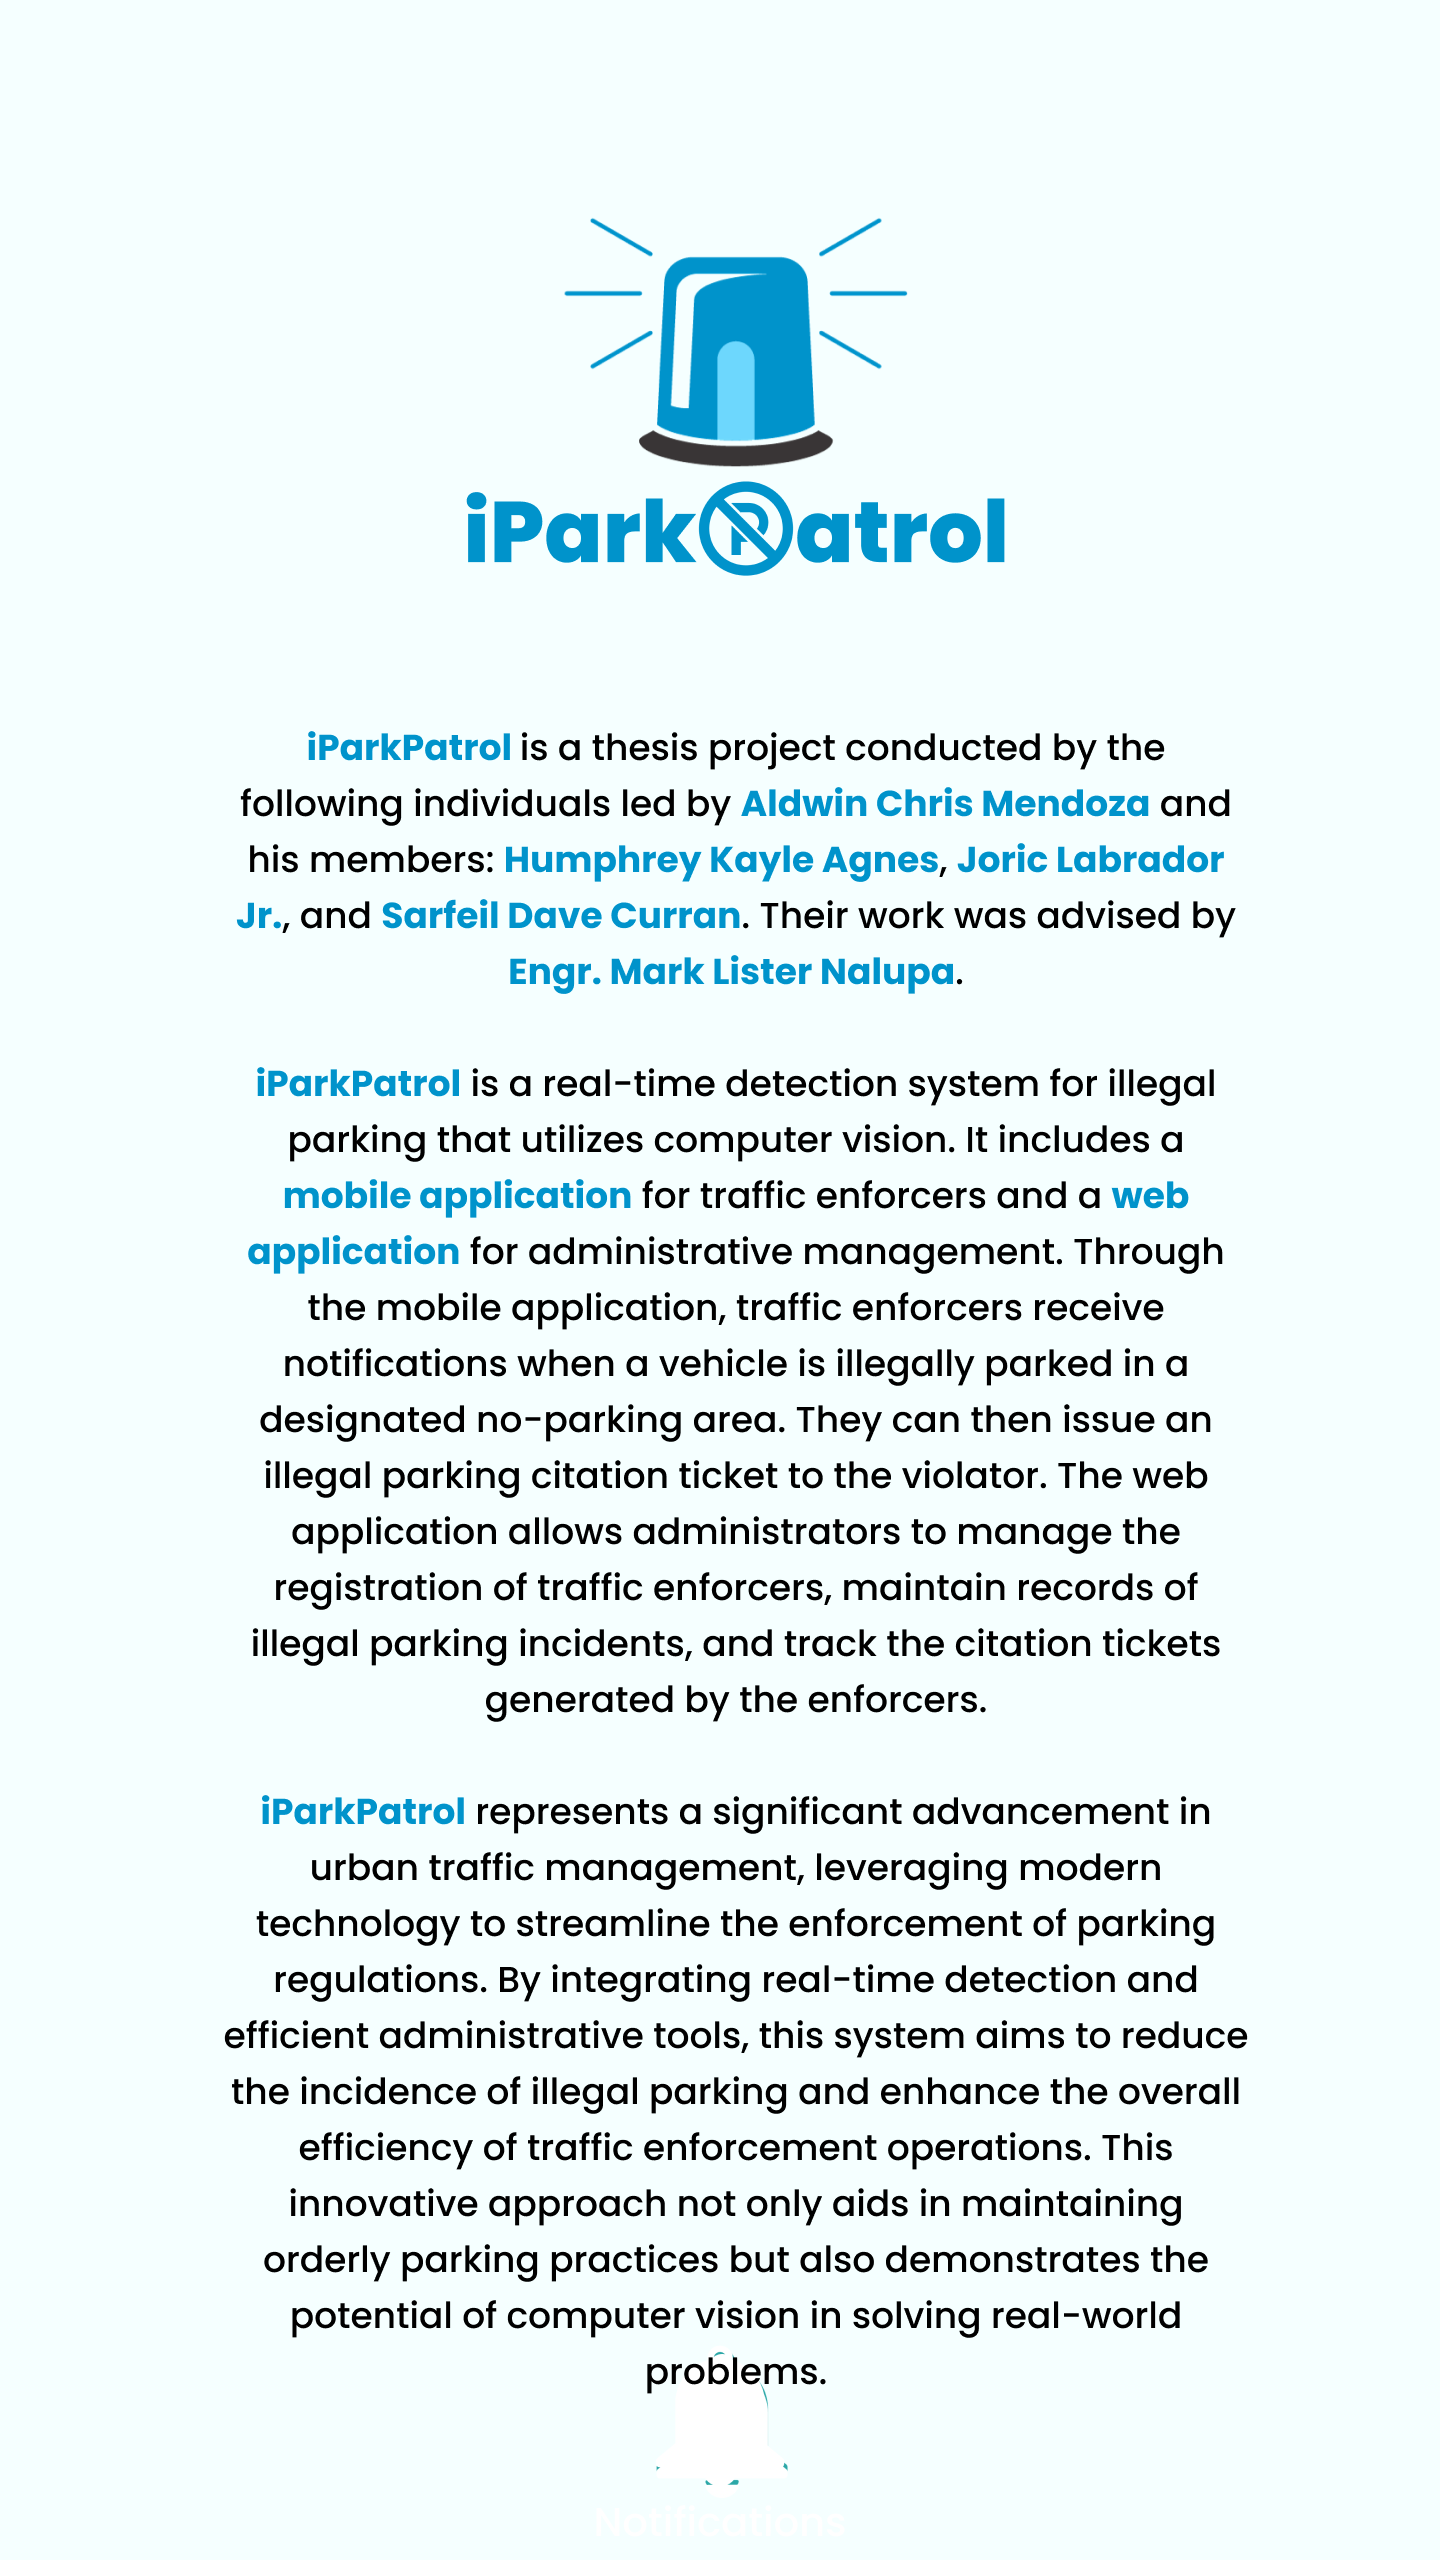 iParkPatrol
iParkPatrol is a thesis project conducted by the
following individuals led by Aldwin Chris Mendoza and
his members: Humphrey Kayle Agnes, Joric Labrador
Jr., and Sarfeil Dave Curran. Their work was advised by
Engr. Mark Lister Nalupa.
iParkPatrol is a real-time detection system for illegal
parking that utilizes computer vision. It includes a
mobile application for traffic enforcers and a web
application for administrative management. Through
the mobile application, traffic enforcers receive
notifications when a vehicle is illegally parked in a
designated no-parking area. They can then issue an
illegal parking citation ticket to the violator. The web
application allows administrators to manage the
registration of traffic enforcers, maintain records of
illegal parking incidents, and track the citation tickets
generated by the enforcers.
iParkPatrol represents a significant advancement in
urban traffic management, leveraging modern
technology to streamline the enforcement of parking
regulations. By integrating real-time detection and
efficient administrative tools, this system aims to reduce
the incidence of illegal parking and enhance the overall
efficiency of traffic enforcement operations. This
innovative approach not only aids in maintaining
orderly parking practices but also demonstrates the
potential of computer vision in solving real-world
problems.
Notifications